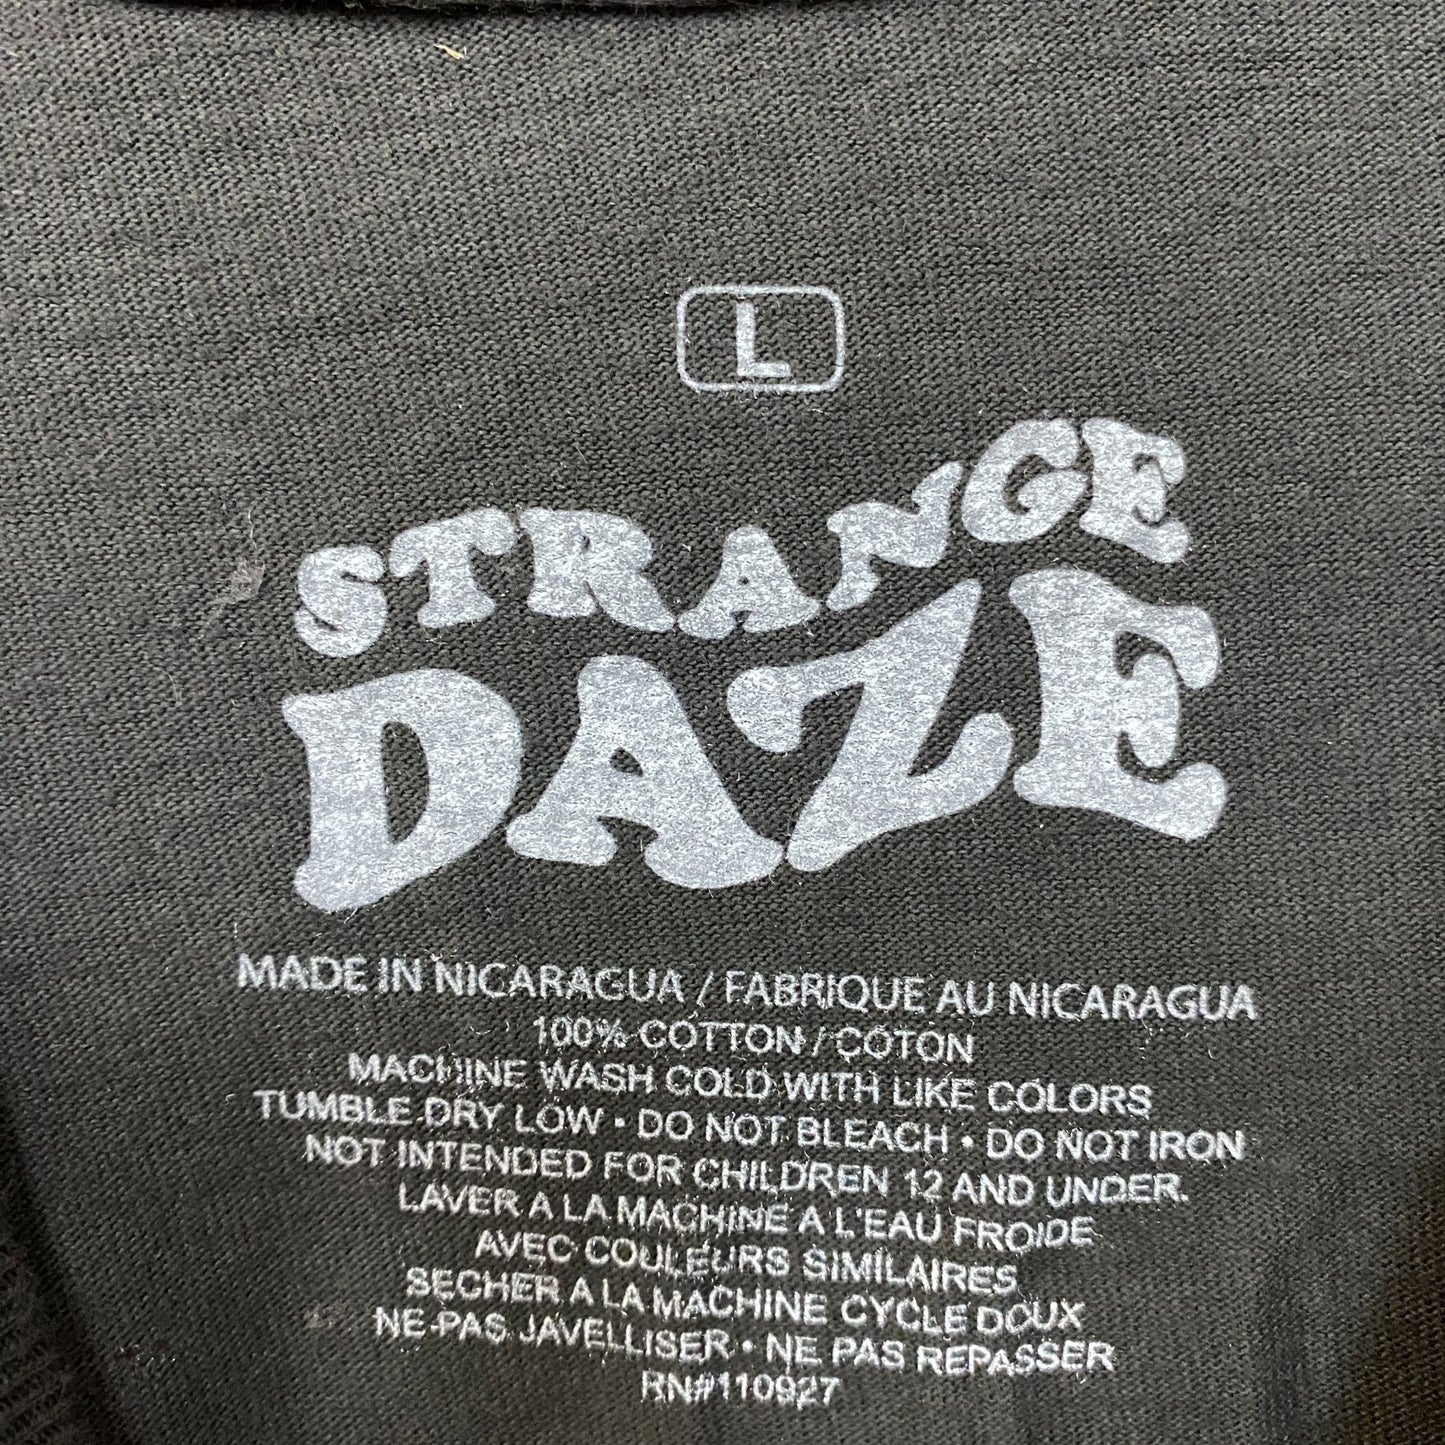 L
STRANGE
DAZE
MADE IN NICARAGUA / FABRIQUE AU NICARAGUA
100% COTTON / COTON
MACHINE WASH COLD WITH LIKE COLORS
TUMBLE DRY LOW • DO NOT BLEACH • DO NOT IRON
NOT INTENDED FOR CHILDREN 12 AND UNDER.
LAVER A LA MACHINE A L'EAU FROIDE
AVEC COULEURS SIMILAIRES
SECHER A LA MACHINE CYCLE DOUX
NE PAS JAVELLISER • NE PAS REPASSER
RN#110927